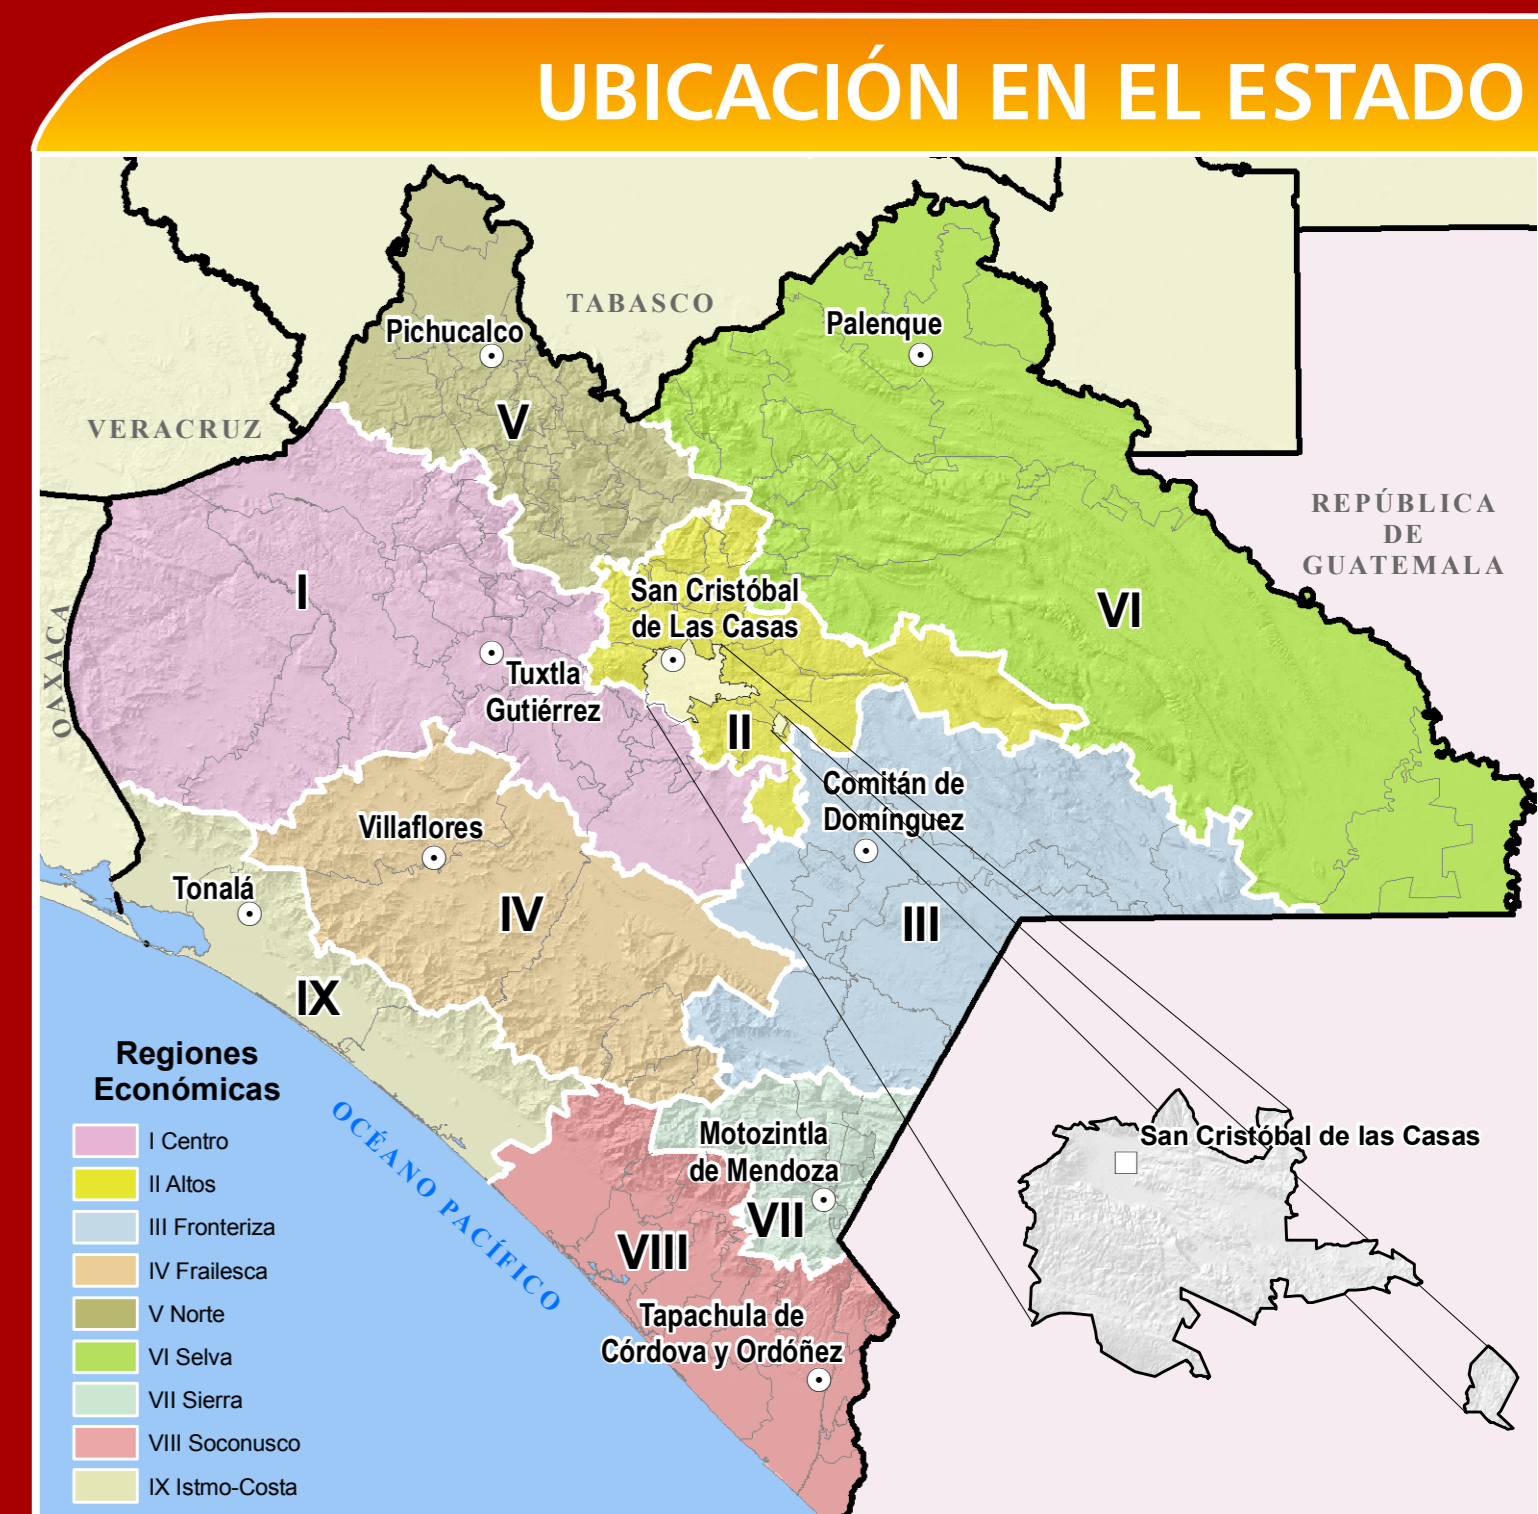 UBICACIÓN EN EL ESTADO
TABASCO
Pichucalco
Palenque
V
VERACRUZ
REPÚBLICA
DE
GUATEMALA
I
San Cristóbal
de Las Casas
VI
OAXACA
Tuxtla
Gutiérrez
II
Comitán de
Domínguez
Villaflores
Tonalá
IV
III
IX
Regiones
Económicas
I Centro
II Altos
III Fronteriza
IV Frailesca
V Norte
VI Selva
VII Sierra
VIII Soconusco
IX Istmo-Costa
OCÉANO PACÍFICO
Motozintla
de Mendoza
VII
VIII
Tapachula de
Córdova y Ordóñez
San Cristóbal de las Casas